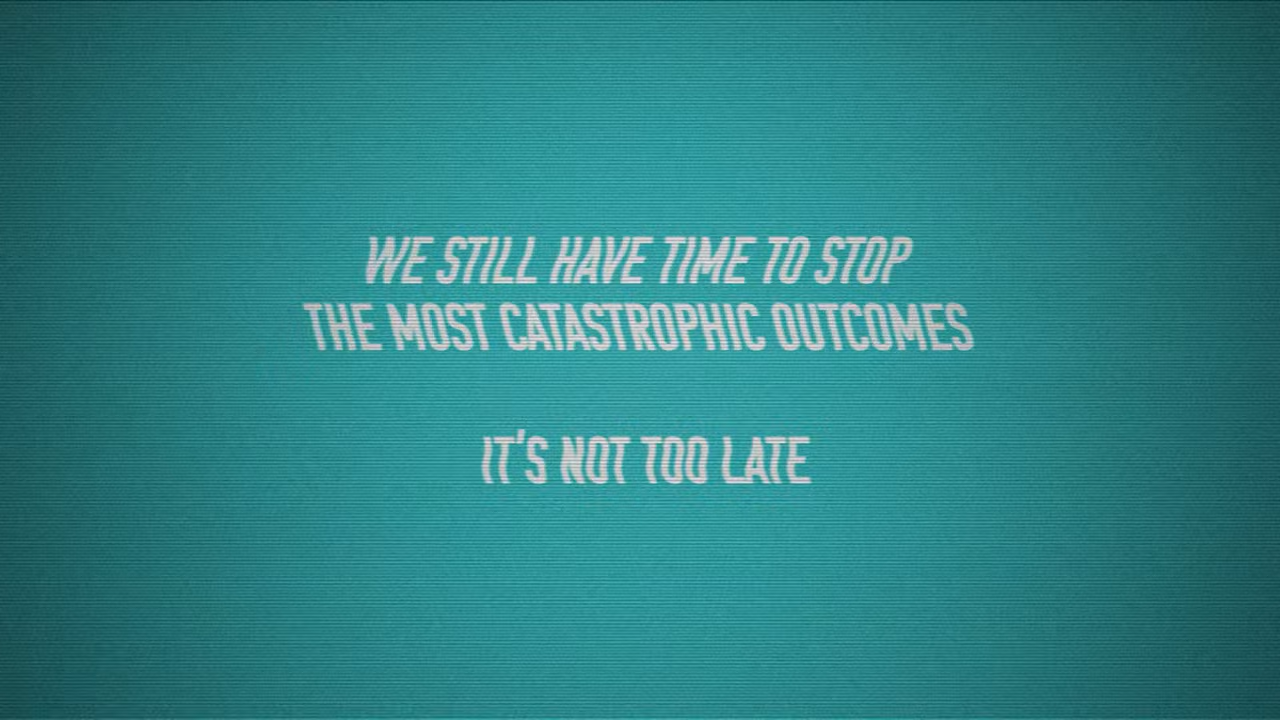 WE STILL HAVE TIME TO STOP
THE MOST CATASTROPHIC OUTCOMES
IT'S NOT TOO LATE